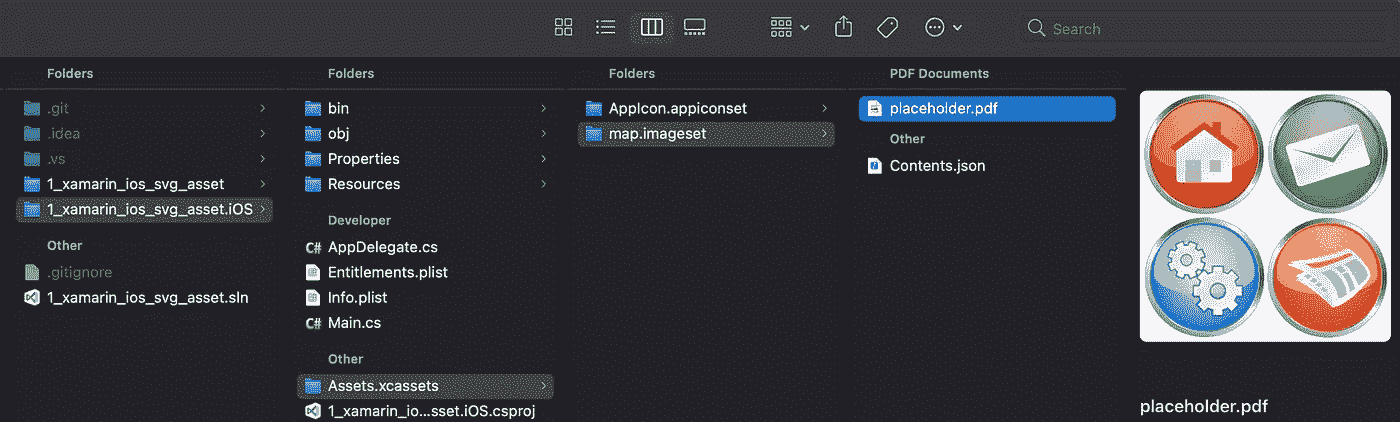 Search
Folders
.git
.idea
.vs
1_xamarin_ios_svg_asset
1_xamarin_ios_svg_asset.iOS
Other
.gitignore
1_xamarin_ios_svg_asset.sln
Folders
bin
obj
Properties
Resources
Developer
C# AppDelegate.cs
Entitlements.plist
Info.plist
C# Main.cs
Other
Assets.xcassets
1_xamarin_io...sset.iOS.csproj
Folders
AppIcon.appiconset
map.imageset
PDF Documents
placeholder.pdf
Other
Contents.json
placeholder.pdf